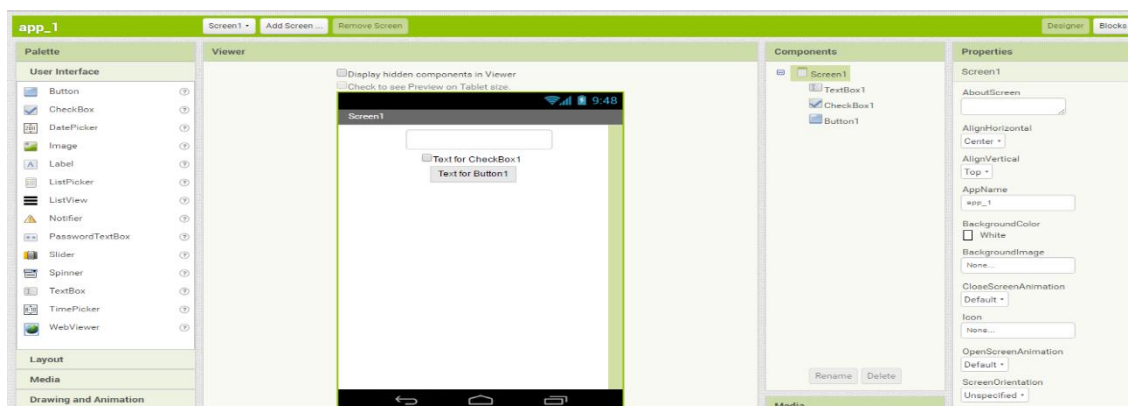 app_1
Screen1
Add Screen ...
Remove Screen
Designer
Blocks
Palette
User Interface
Button
CheckBox
DatePicker
Image
Label
ListPicker
ListView
Notifier
PasswordTextBox
Slider
Spinner
TextBox
TimePicker
WebViewer
Layout
Media
Drawing and Animation
Viewer
Display hidden components in Viewer
Check to see Preview on Tablet size.
9:48
Screen1
Text for CheckBox1
Text for Button1
Components
Screen1
TextBox1
CheckBox1
Button1
Rename
Delete
Media
Properties
Screen1
AboutScreen
AlignHorizontal
Center
AlignVertical
Top
AppName
app_1
BackgroundColor
White
BackgroundImage
None...
CloseScreenAnimation
Default
Icon
None...
OpenScreenAnimation
Default
ScreenOrientation
Unspecified